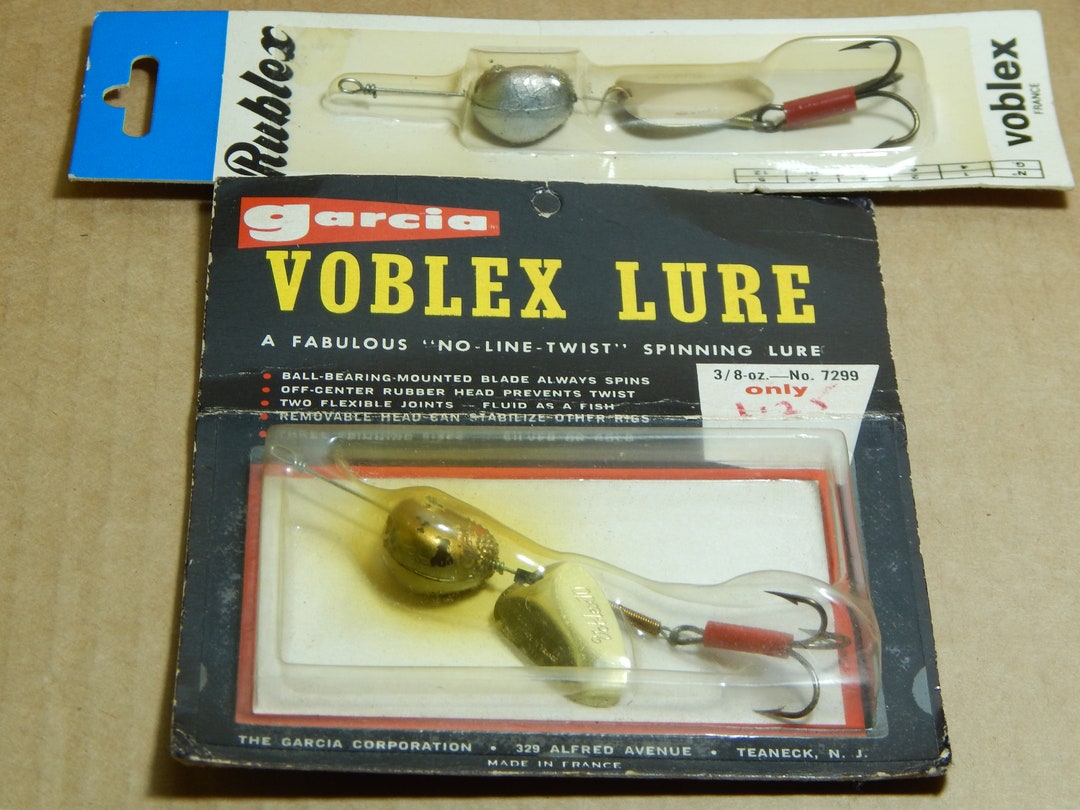 Rublex
voblex
FRANCE
garcia
VOBLEX LURE
A FABULOUS "NO-LINE-TWIST" SPINNING LURE
3/8-oz.—No. 7299
only
1.25
• BALL-BEARING-MOUNTED BLADE ALWAYS SPINS
• OFF-CENTER RUBBER HEAD PREVENTS TWIST
• TWO FLEXIBLE JOINTS - FLUID AS A FISH
• REMOVABLE HEAD CAN STABILIZE OTHER RIGS
THE GARCIA CORPORATION • 329 ALFRED AVENUE • TEANECK, N. J.
MADE IN FRANCE